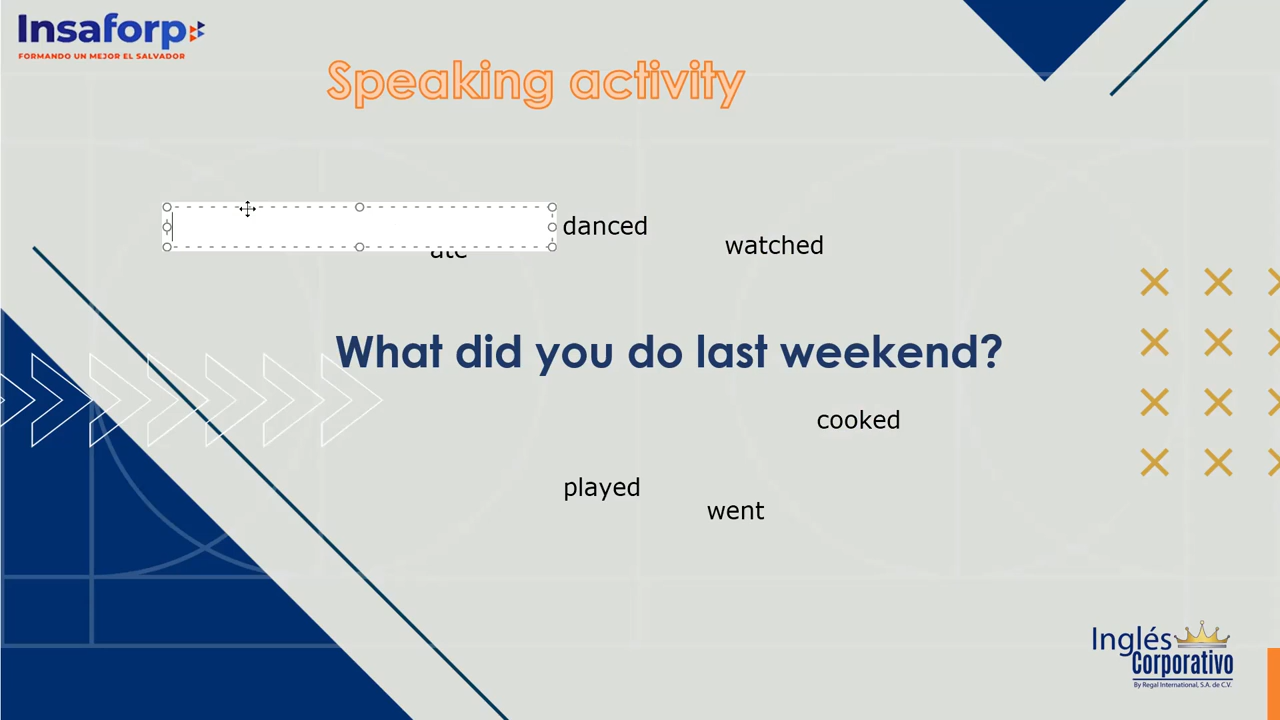 Insaforp
FORMANDO UN MEJOR EL SALVADOR
Speaking activity
danced
watched
ate
What did you do last weekend?
cooked
played
went
Inglés
Corporativo
By Regal International, S.A. de C.V.